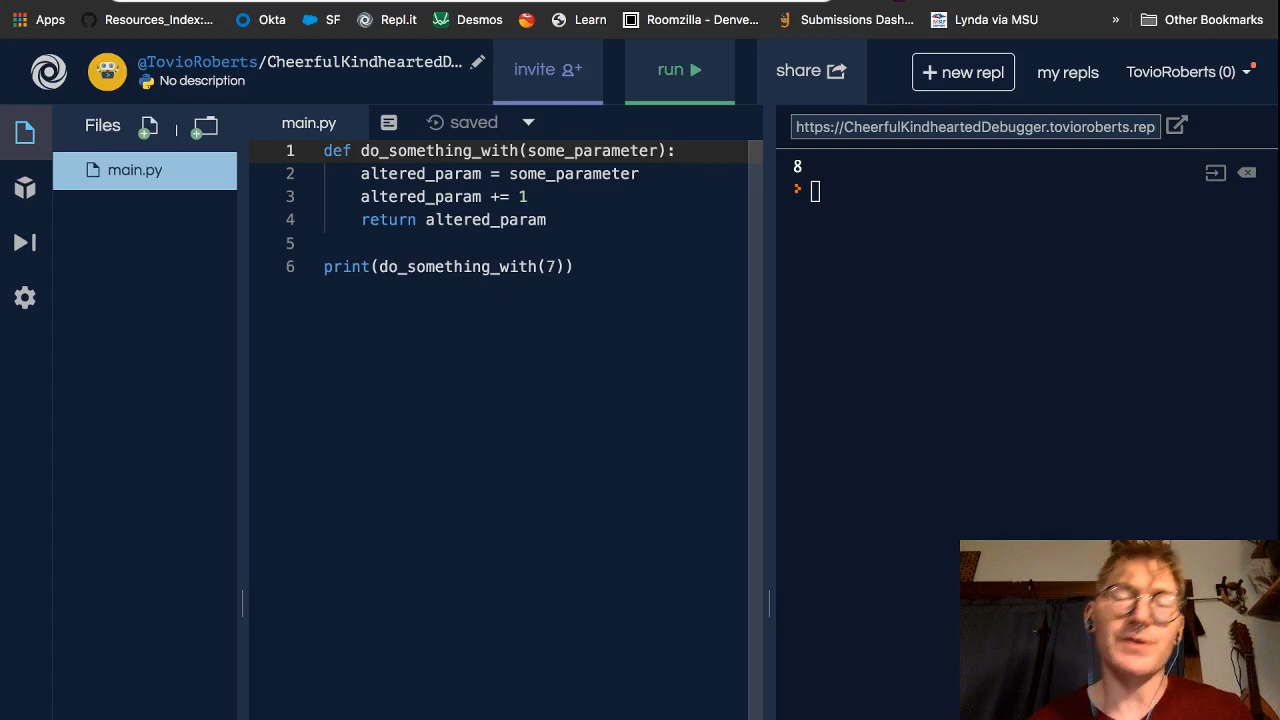 Apps Resources_Index:... Okta SF Repl.it Desmos Learn Roomzilla - Denve... Submissions Dash... Lynda via MSU » Other Bookmarks
@TovioRoberts/CheerfulKindheartedD...
No description
invite
run
share
+ new repl
my repls
TovioRoberts (0)
Files
main.py
main.py
saved
1 def do_something_with(some_parameter):
2 altered_param = some_parameter
3 altered_param += 1
4 return altered_param
5
6 print(do_something_with(7))
https://CheerfulKindheartedDebugger.tovioroberts.rep
8